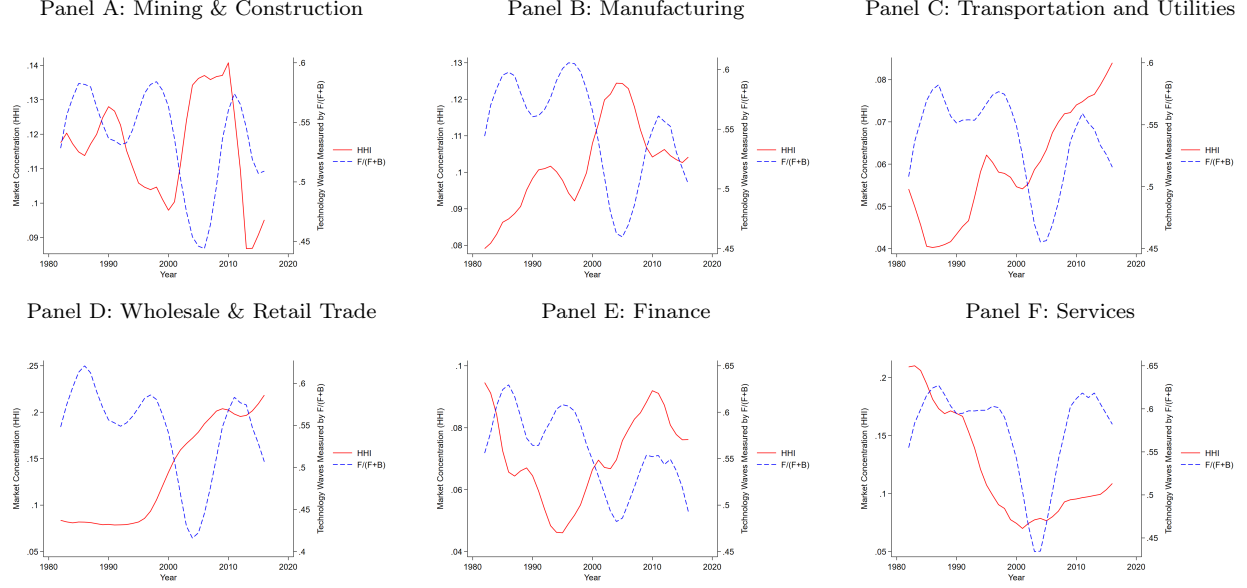 Panel A: Mining & Construction
Market Concentration (HHI)
.14
.13
.12
.11
.1
.09
.6
.55
.5
.45
Technology Waves Measured by F/(F+B)
1980 1990 2000 2010 2020
Year
HHI
F/(F+B)
Panel B: Manufacturing
Market Concentration (HHI)
.13
.12
.11
.10
.09
.08
.6
.55
.5
.45
Technology Waves Measured by F/(F+B)
1980 1990 2000 2010 2020
Year
HHI
F/(F+B)
Panel C: Transportation and Utilities
Market Concentration (HHI)
.08
.07
.06
.05
.04
.6
.55
.5
.45
Technology Waves Measured by F/(F+B)
1980 1990 2000 2010 2020
Year
HHI
F/(F+B)
Panel D: Wholesale & Retail Trade
Market Concentration (HHI)
.25
.2
.15
.1
.05
.6
.55
.5
.45
.4
Technology Waves Measured by F/(F+B)
1980 1990 2000 2010 2020
Year
HHI
F/(F+B)
Panel E: Finance
Market Concentration (HHI)
.1
.08
.06
.04
.65
.6
.55
.5
.45
Technology Waves Measured by F/(F+B)
1980 1990 2000 2010 2020
Year
HHI
F/(F+B)
Panel F: Services
Market Concentration (HHI)
.2
.15
.1
.05
.65
.6
.55
.5
.45
Technology Waves Measured by F/(F+B)
1980 1990 2000 2010 2020
Year
HHI
F/(F+B)